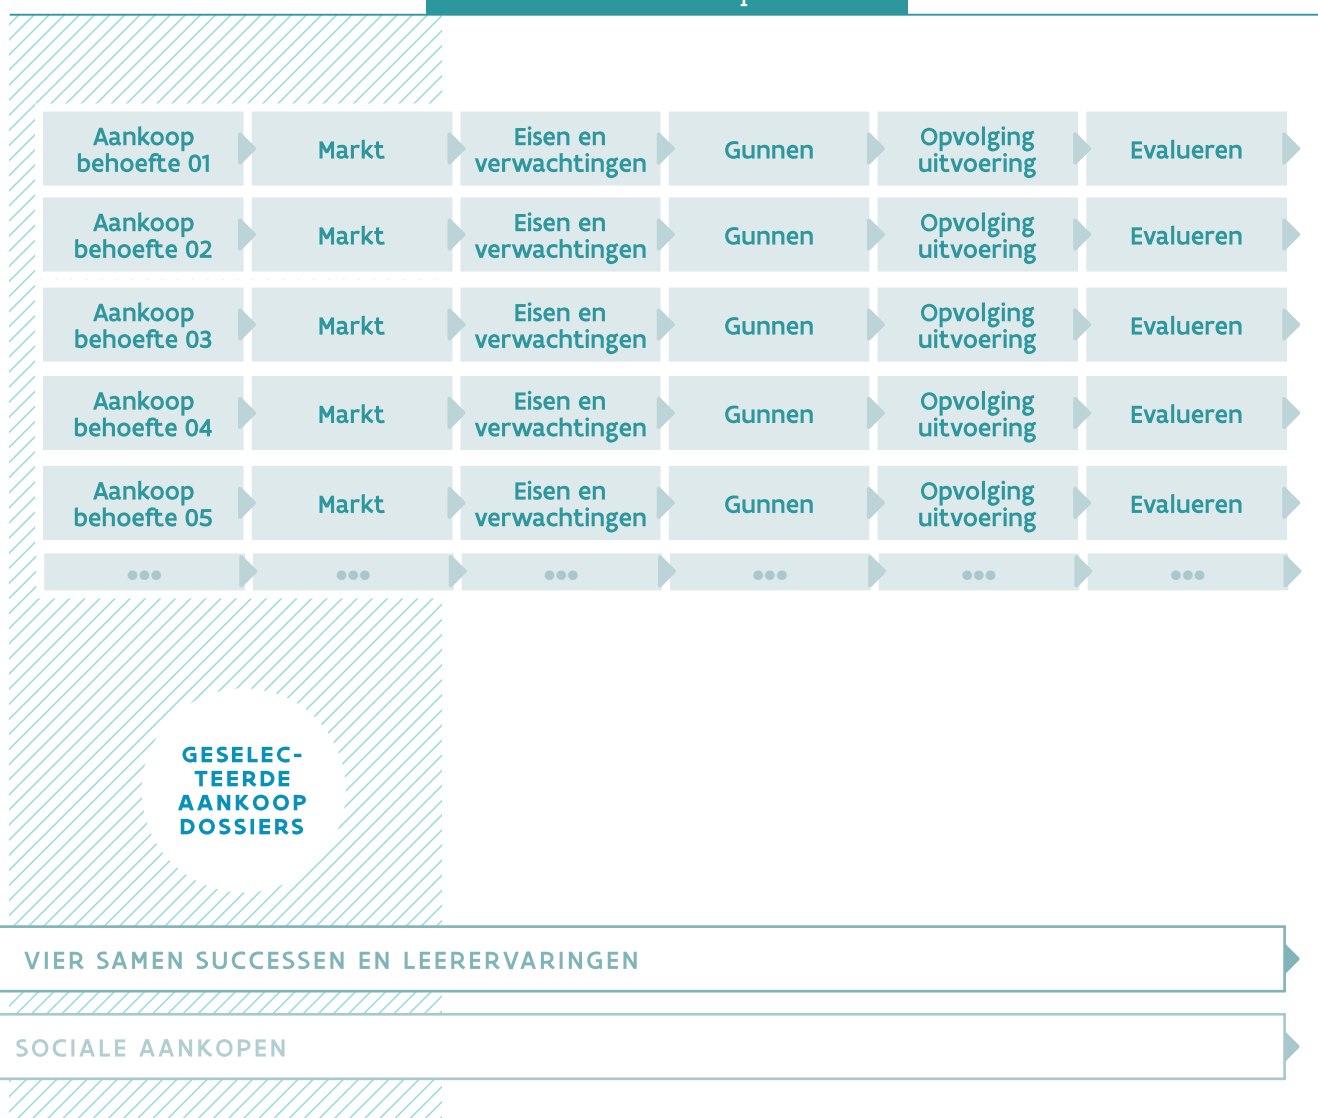 Aankoop
behoefte 01
Markt
Eisen en
verwachtingen
Gunnen
Opvolging
uitvoering
Evalueren
Aankoop
behoefte 02
Markt
Eisen en
verwachtingen
Gunnen
Opvolging
uitvoering
Evalueren
Aankoop
behoefte 03
Markt
Eisen en
verwachtingen
Gunnen
Opvolging
uitvoering
Evalueren
Aankoop
behoefte 04
Markt
Eisen en
verwachtingen
Gunnen
Opvolging
uitvoering
Evalueren
Aankoop
behoefte 05
Markt
Eisen en
verwachtingen
Gunnen
Opvolging
uitvoering
Evalueren
GESELEC-
TEERDE
AANKOOP
DOSSIERS
VIER SAMEN SUCCESSEN EN LEERERVARINGEN
SOCIALE AANKOPEN